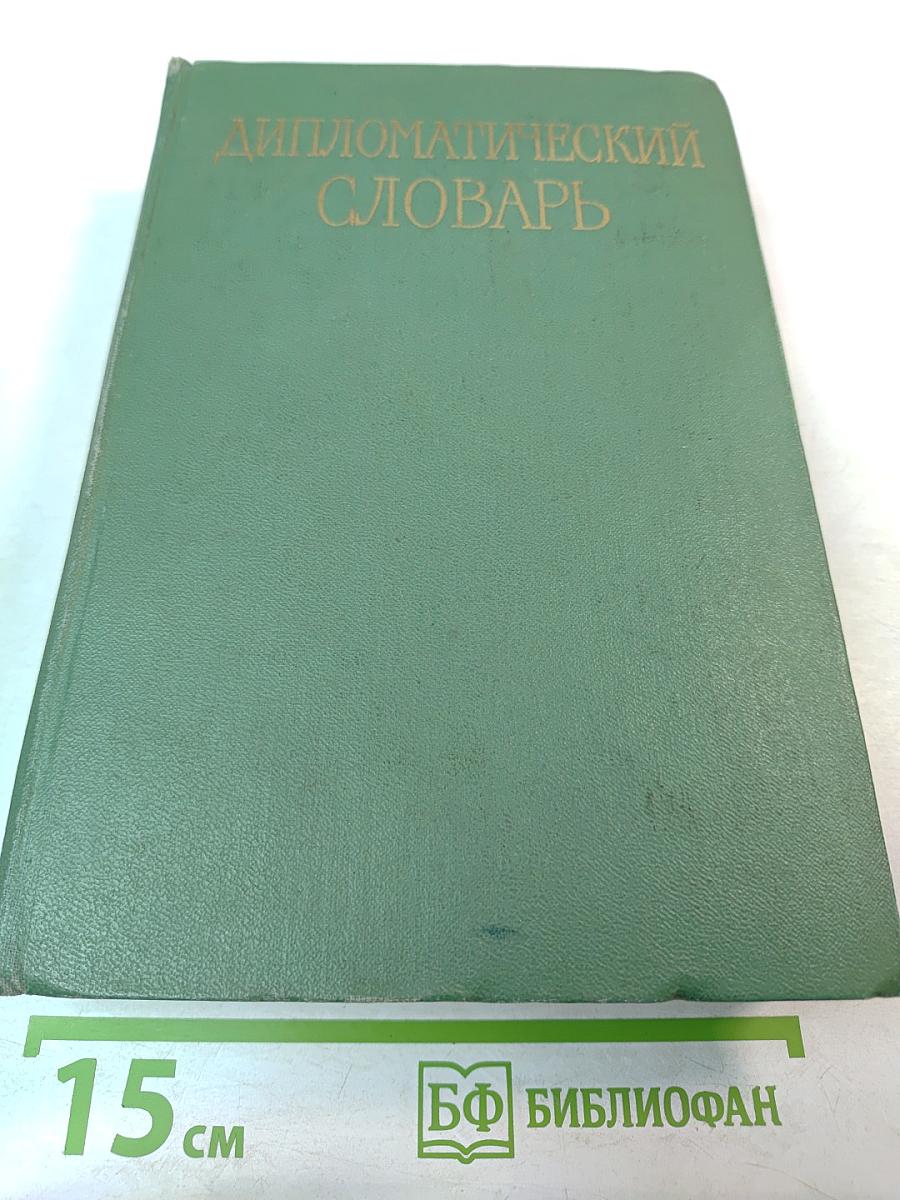 ДИПЛОМАТИЧЕСКИЙ
СЛОВАРЬ
15 см
БФ БИБЛИОФАН